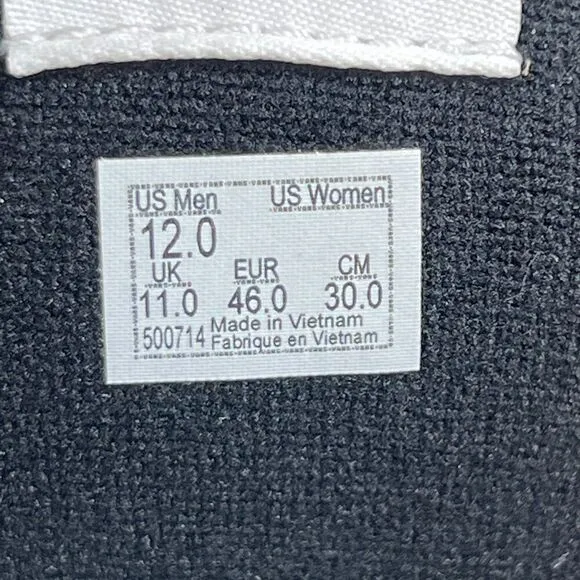 US Men US Women
12.0
UK EUR CM
11.0 46.0 30.0
500714 Made in Vietnam
Fabrique en Vietnam